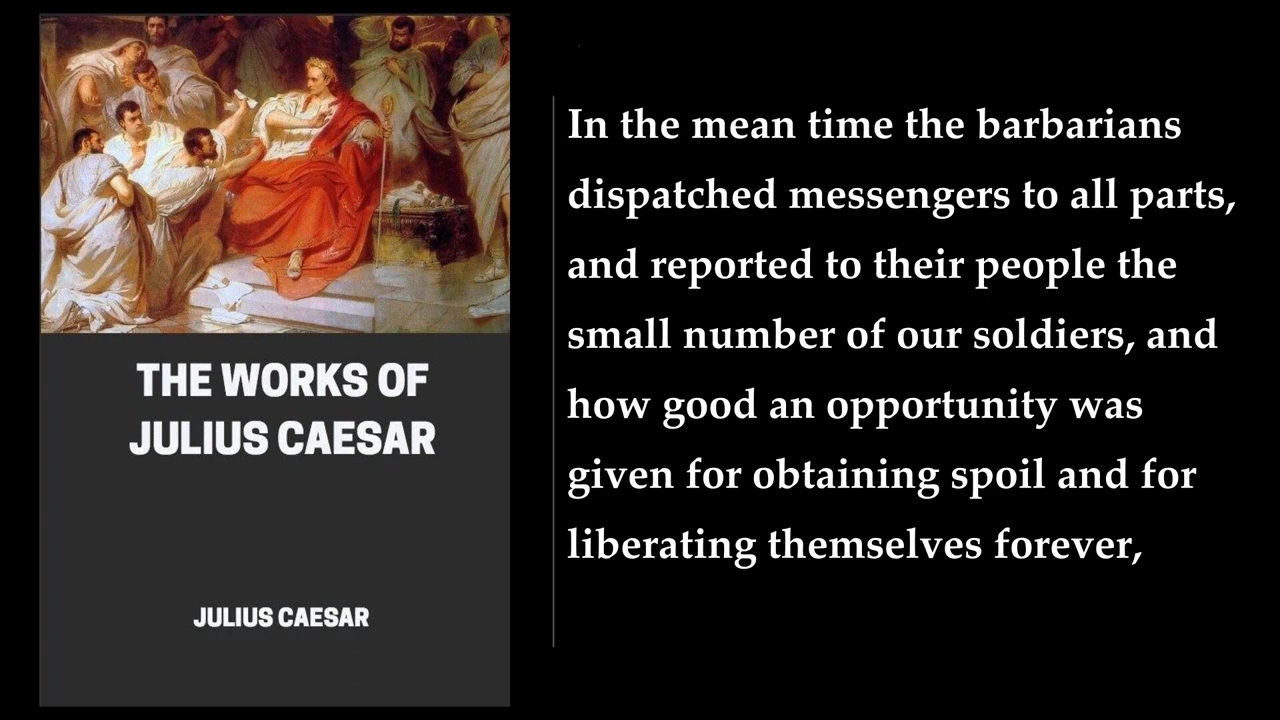 THE WORKS OF
JULIUS CAESAR
JULIUS CAESAR
In the mean time the barbarians
dispatched messengers to all parts,
and reported to their people the
small number of our soldiers, and
how good an opportunity was
given for obtaining spoil and for
liberating themselves forever,